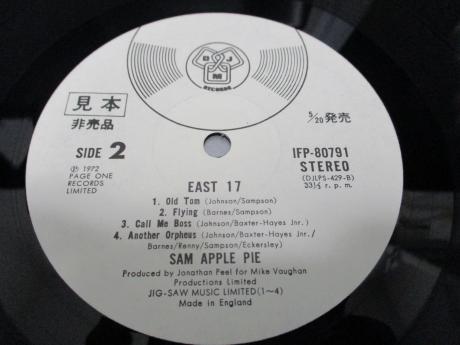 DJM
RECORDS
見本
非売品
5/20発売
SIDE 2
IFP-80791
STEREO
(DJLPS-429-B)
33⅓ r. p. m.
℗ 1972
PAGE ONE
RECORDS
LIMITED
EAST 17
1. Old Tom (Johnson/Sampson)
2. Flying (Barnes/Sampson)
3. Call Me Boss (Johnson/Baxter-Hayes Jnr.)
4. Another Orpheus (Johnson/Baxter-Hayes Jnr./
Barnes/Renny/Sampson/Eckersley)
SAM APPLE PIE
Produced by Jonathan Peel for Mike Vaughan
Productions Limited
JIG-SAW MUSIC LIMITED(1~4)
Made in England